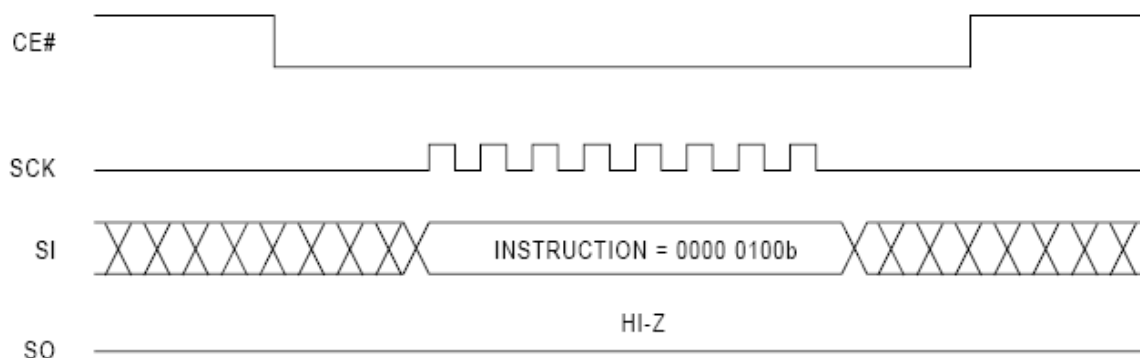 CE#
SCK
SI INSTRUCTION = 0000 0100b
HI-Z
SO